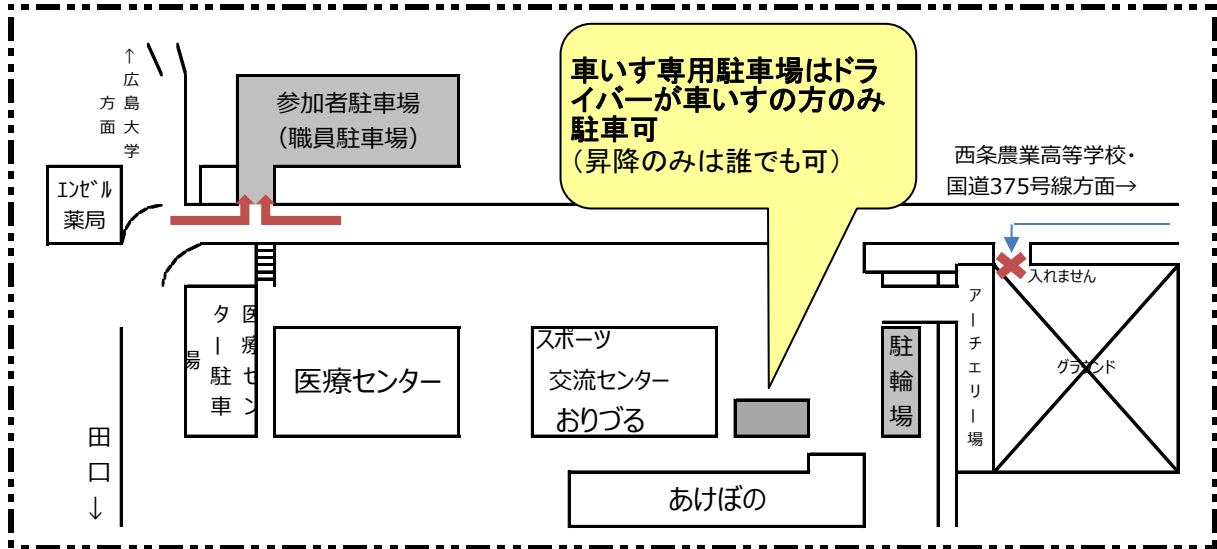 ↑広島大学
方面
参加者駐車場
（職員駐車場）
車いす専用駐車場はドラ
イバーが車いすの方のみ
駐車可
（昇降のみは誰でも可）
西条農業高等学校・
国道375号線方面→
ｴﾝｾﾞﾙ
薬局
入れません
医療セン
ター駐車
場
医療センター
スポーツ
交流センター
おりづる
駐輪場
アーチェリー場
グラウンド
田口↓
あけぼの